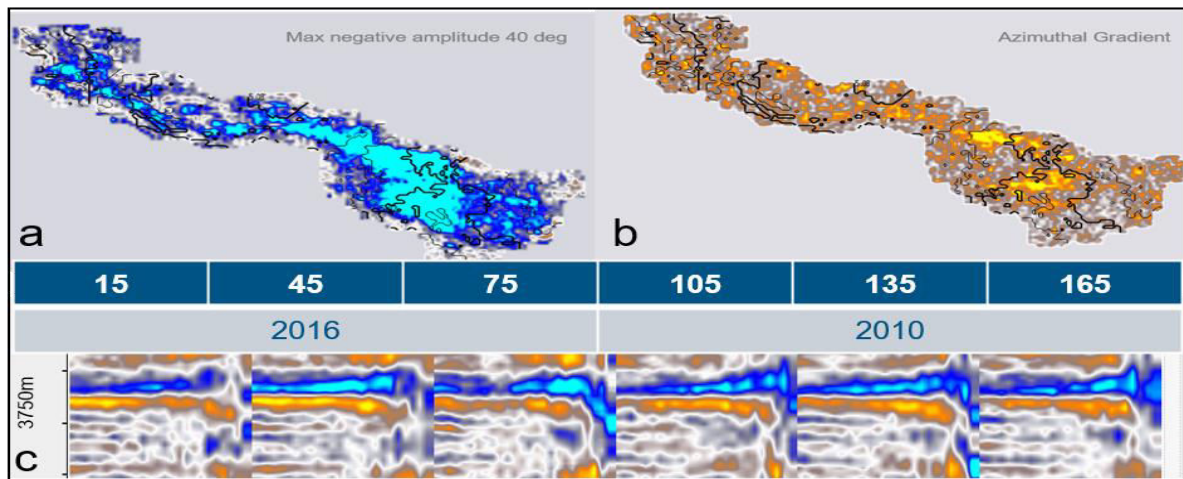 Max negative amplitude 40 deg
Azimuthal Gradient
a
b
15 45 75 105 135 165
2016 2010
3750m
c